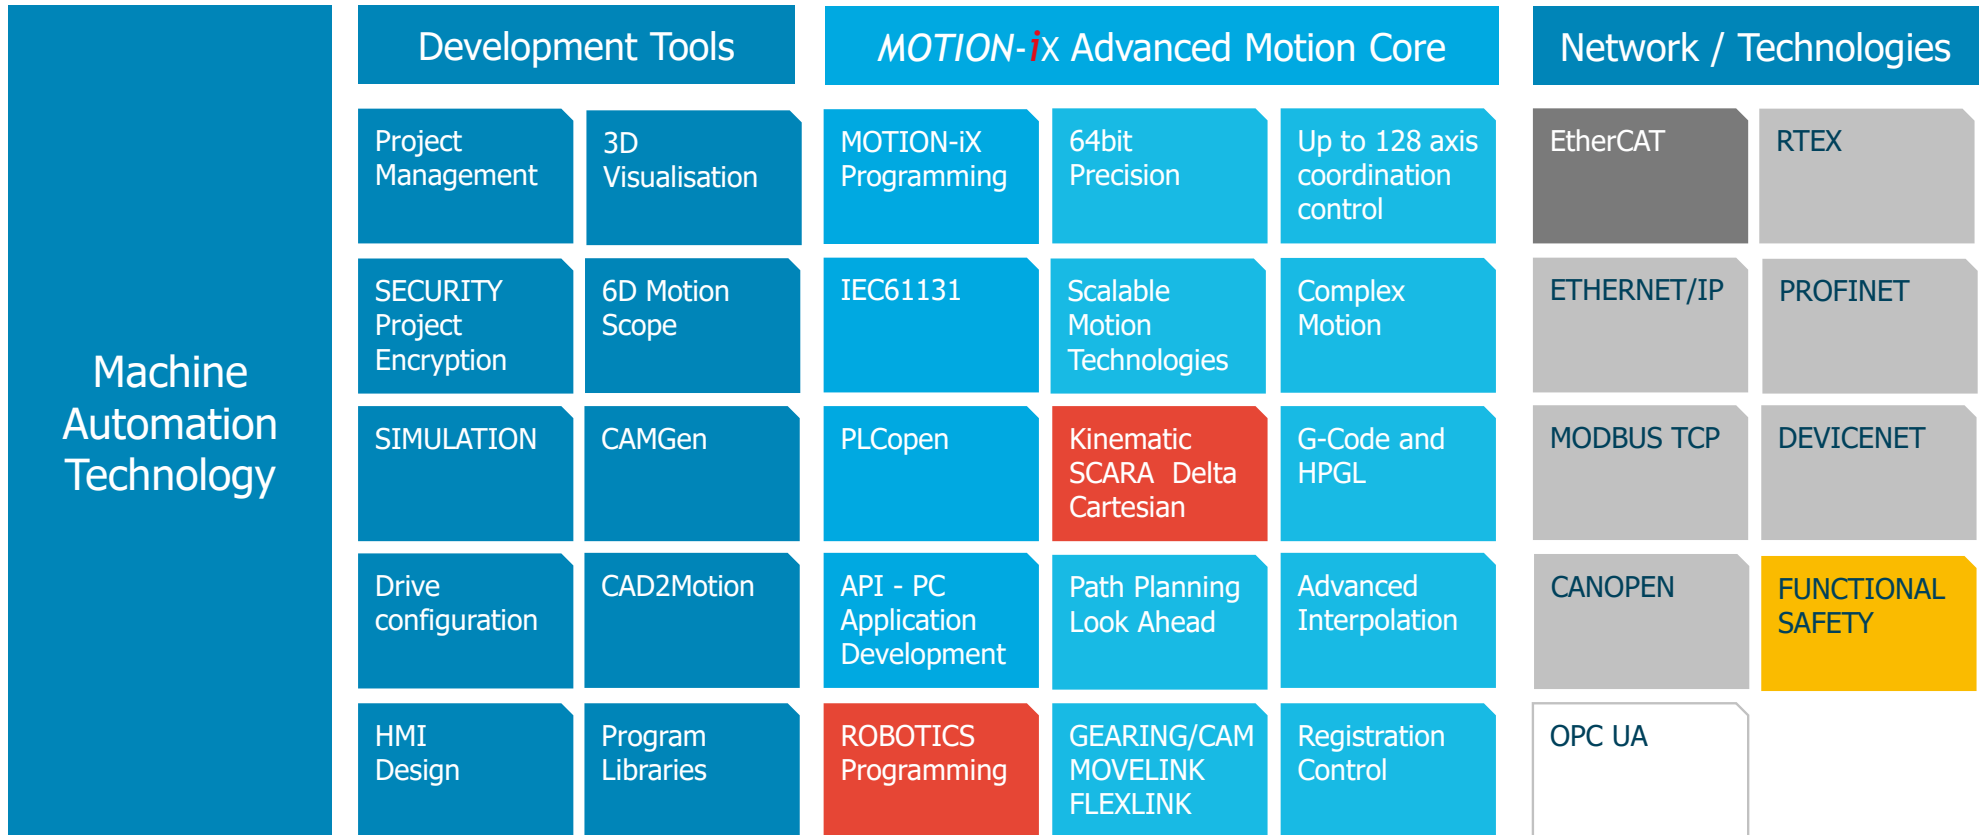 Machine
Automation
Technology
Development Tools
Project
Management
3D
Visualisation
SECURITY
Project
Encryption
6D Motion
Scope
SIMULATION
CAMGen
Drive
configuration
CAD2Motion
HMI
Design
Program
Libraries
MOTION-iX Advanced Motion Core
MOTION-iX
Programming
64bit
Precision
Up to 128 axis
coordination
control
IEC61131
Scalable
Motion
Technologies
Complex
Motion
PLCopen
Kinematic
SCARA Delta
Cartesian
G-Code and
HPGL
API - PC
Application
Development
Path Planning
Look Ahead
Advanced
Interpolation
ROBOTICS
Programming
GEARING/CAM
MOVELINK
FLEXLINK
Registration
Control
Network / Technologies
EtherCAT
RTEX
ETHERNET/IP
PROFINET
MODBUS TCP
DEVICENET
CANOPEN
FUNCTIONAL
SAFETY
OPC UA